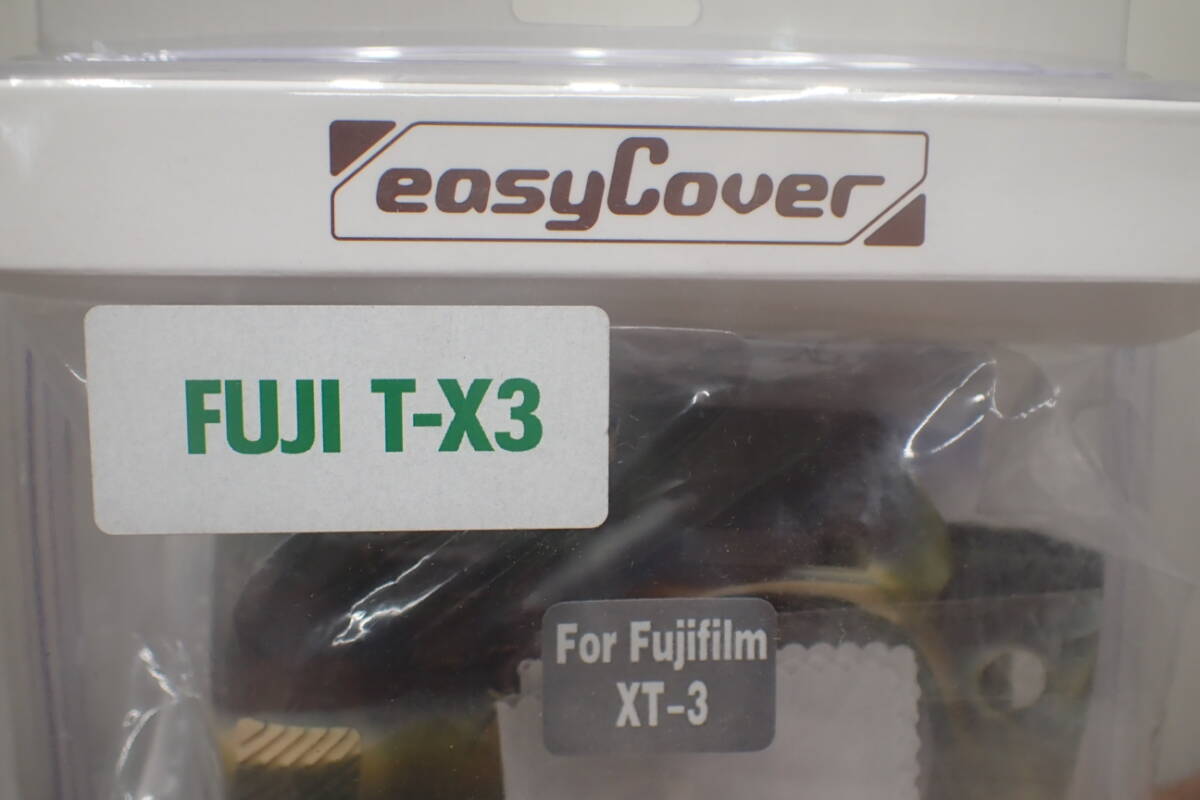 easyCover
FUJI T-X3
For Fujifilm
XT-3